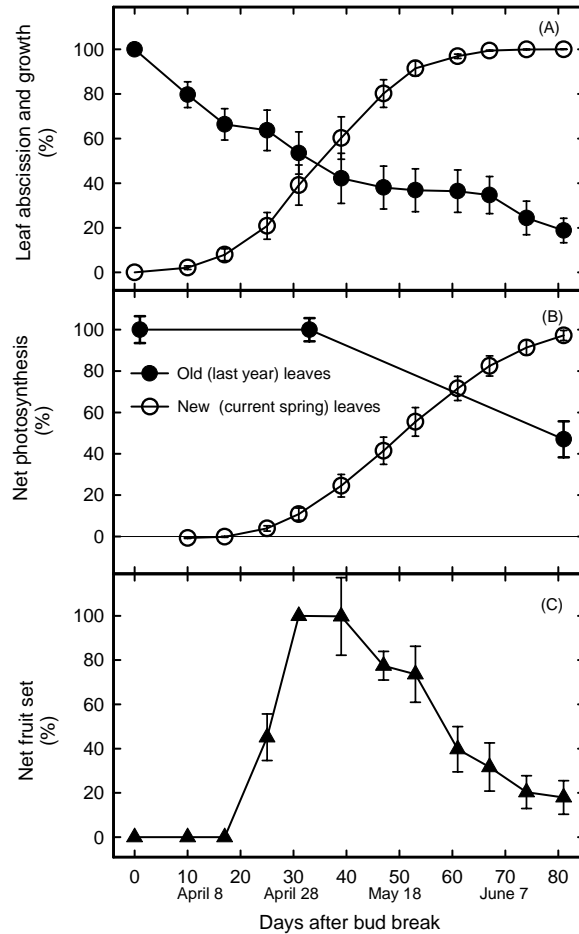 (A)
Leaf abscission and growth
(%)
100
80
60
40
20
0
(B)
Net photosynthesis
(%)
100
80
60
40
20
0
Old (last year) leaves
New (current spring) leaves
(C)
Net fruit set
(%)
100
80
60
40
20
0
0 10 20 30 40 50 60 70 80
April 8 April 28 May 18 June 7
Days after bud break